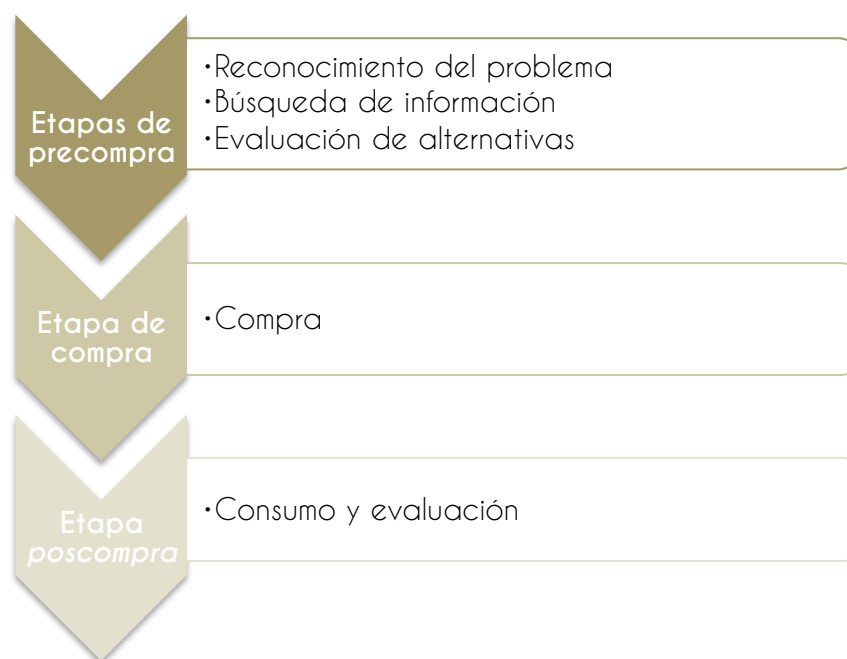 Etapas de
precompra
·Reconocimiento del problema
·Búsqueda de información
·Evaluación de alternativas
Etapa de
compra
·Compra
Etapa
poscompra
·Consumo y evaluación